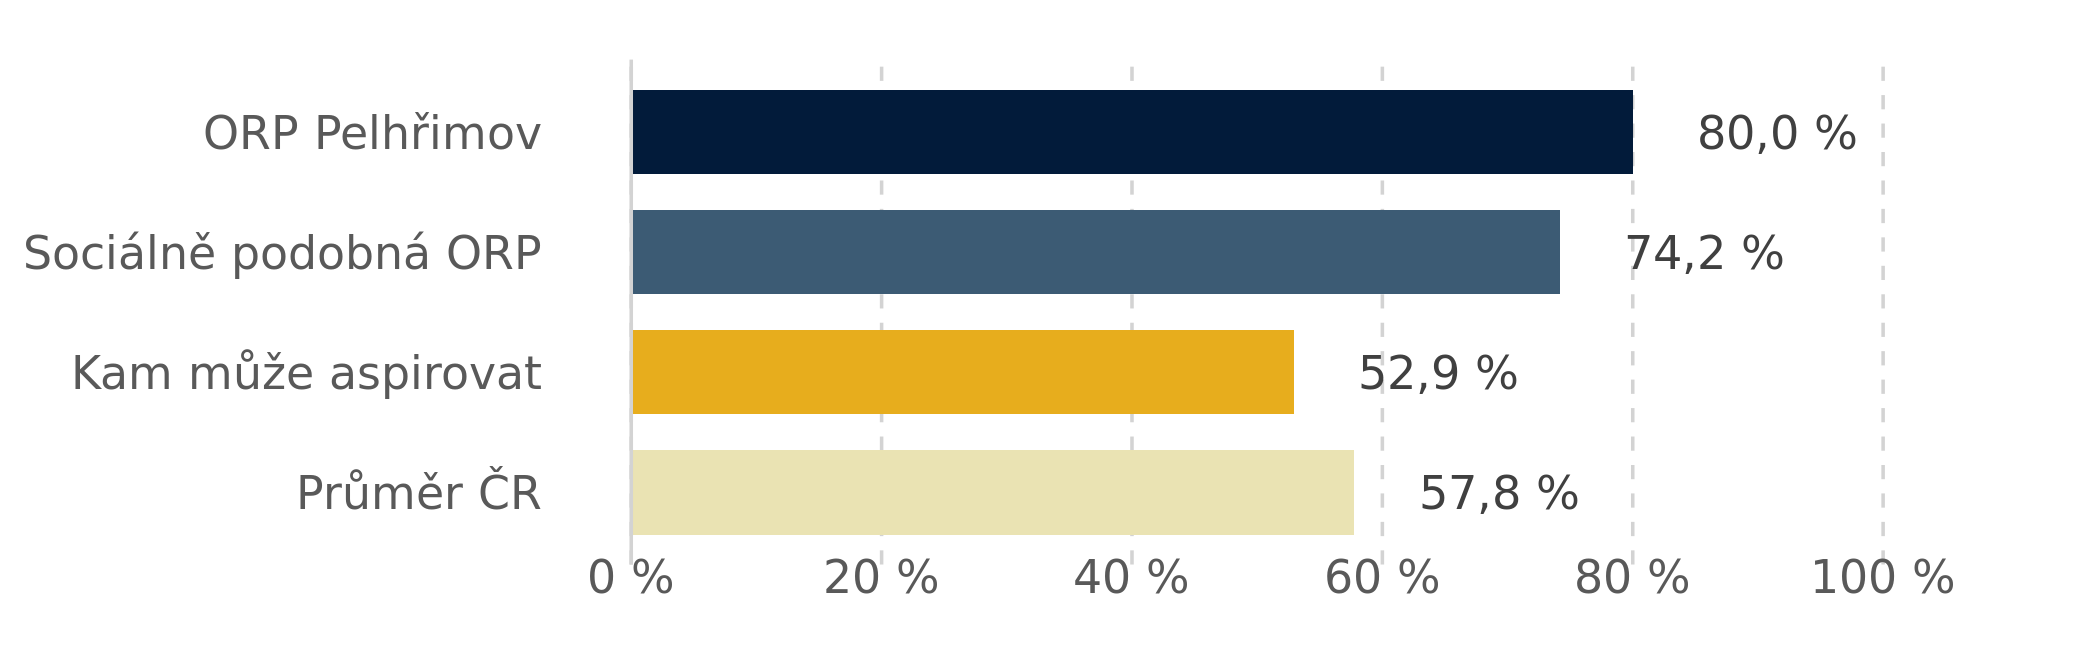 ORP Pelhřimov 80,0 %
Sociálně podobná ORP 74,2 %
Kam může aspirovat 52,9 %
Průměr ČR 57,8 %
0 % 20 % 40 % 60 % 80 % 100 %